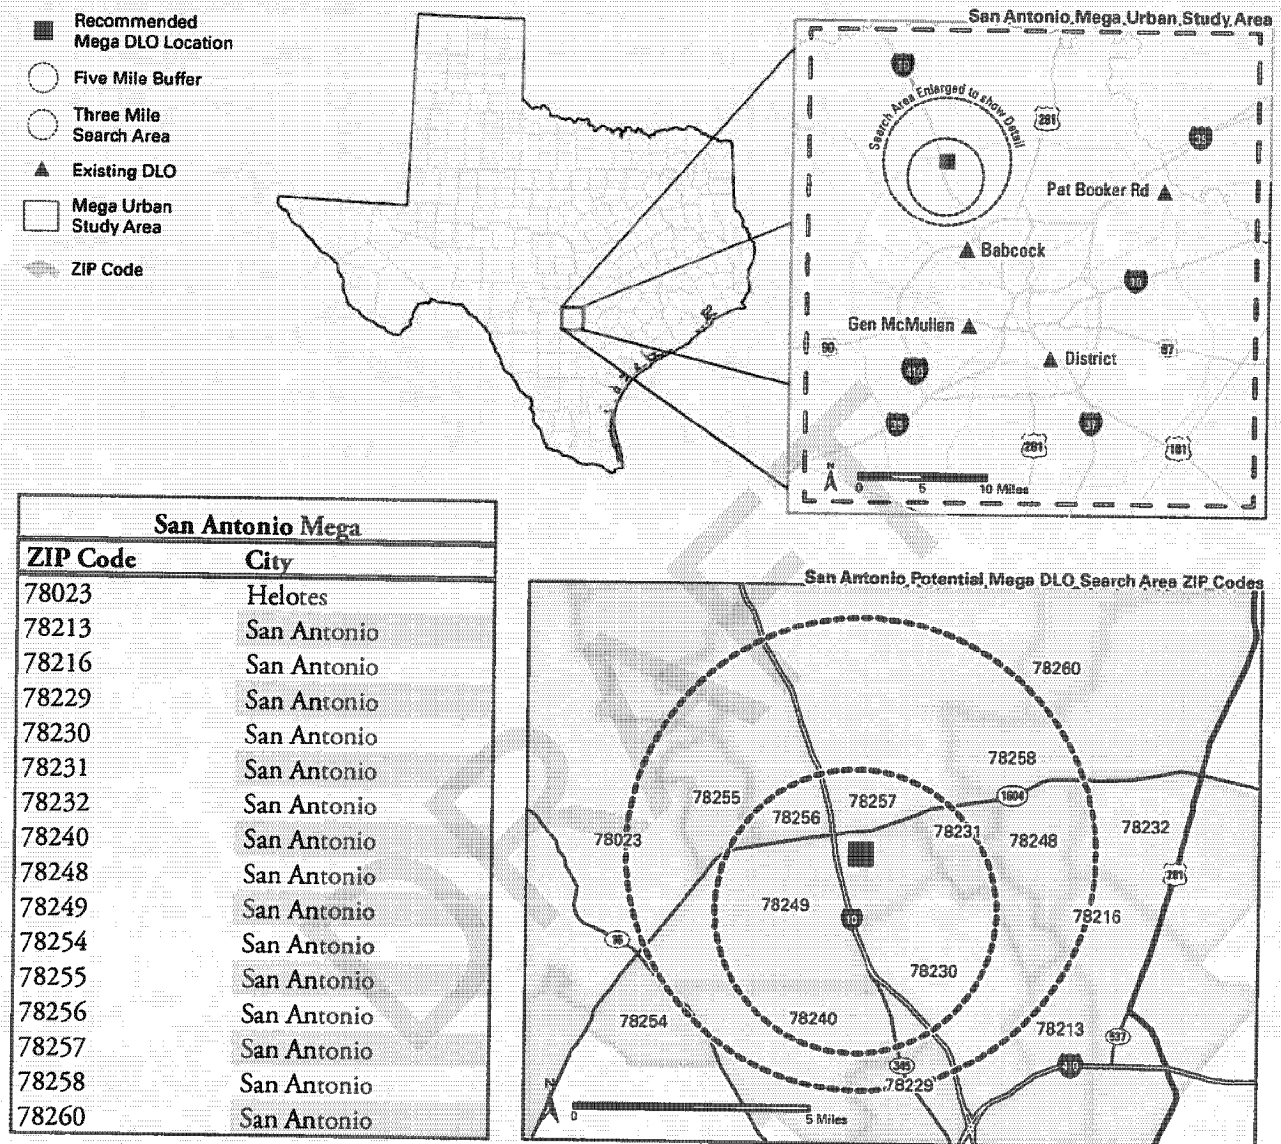 Recommended
Mega DLO Location
Five Mile Buffer
Three Mile
Search Area
Existing DLO
Mega Urban
Study Area
ZIP Code
San Antonio Mega Urban Study Area
10
Search Area Enlarged to show Detail
281
35
Pat Booker Rd
Babcock
10
Gen McMullen
90
87
District
410
35
37
281
181
N
0 5 10 Miles
San Antonio Mega
ZIP Code City
78023 Helotes
78213 San Antonio
78216 San Antonio
78229 San Antonio
78230 San Antonio
78231 San Antonio
78232 San Antonio
78240 San Antonio
78248 San Antonio
78249 San Antonio
78254 San Antonio
78255 San Antonio
78256 San Antonio
78257 San Antonio
78258 San Antonio
78260 San Antonio
San Antonio Potential Mega DLO Search Area ZIP Codes
78260
78258
78255
78257
1604
78256
78231
78232
78023
78248
281
78249
78216
10
16
78230
78254
78240
78213
537
345
10
78229
N
0 5 Miles
DRAFT